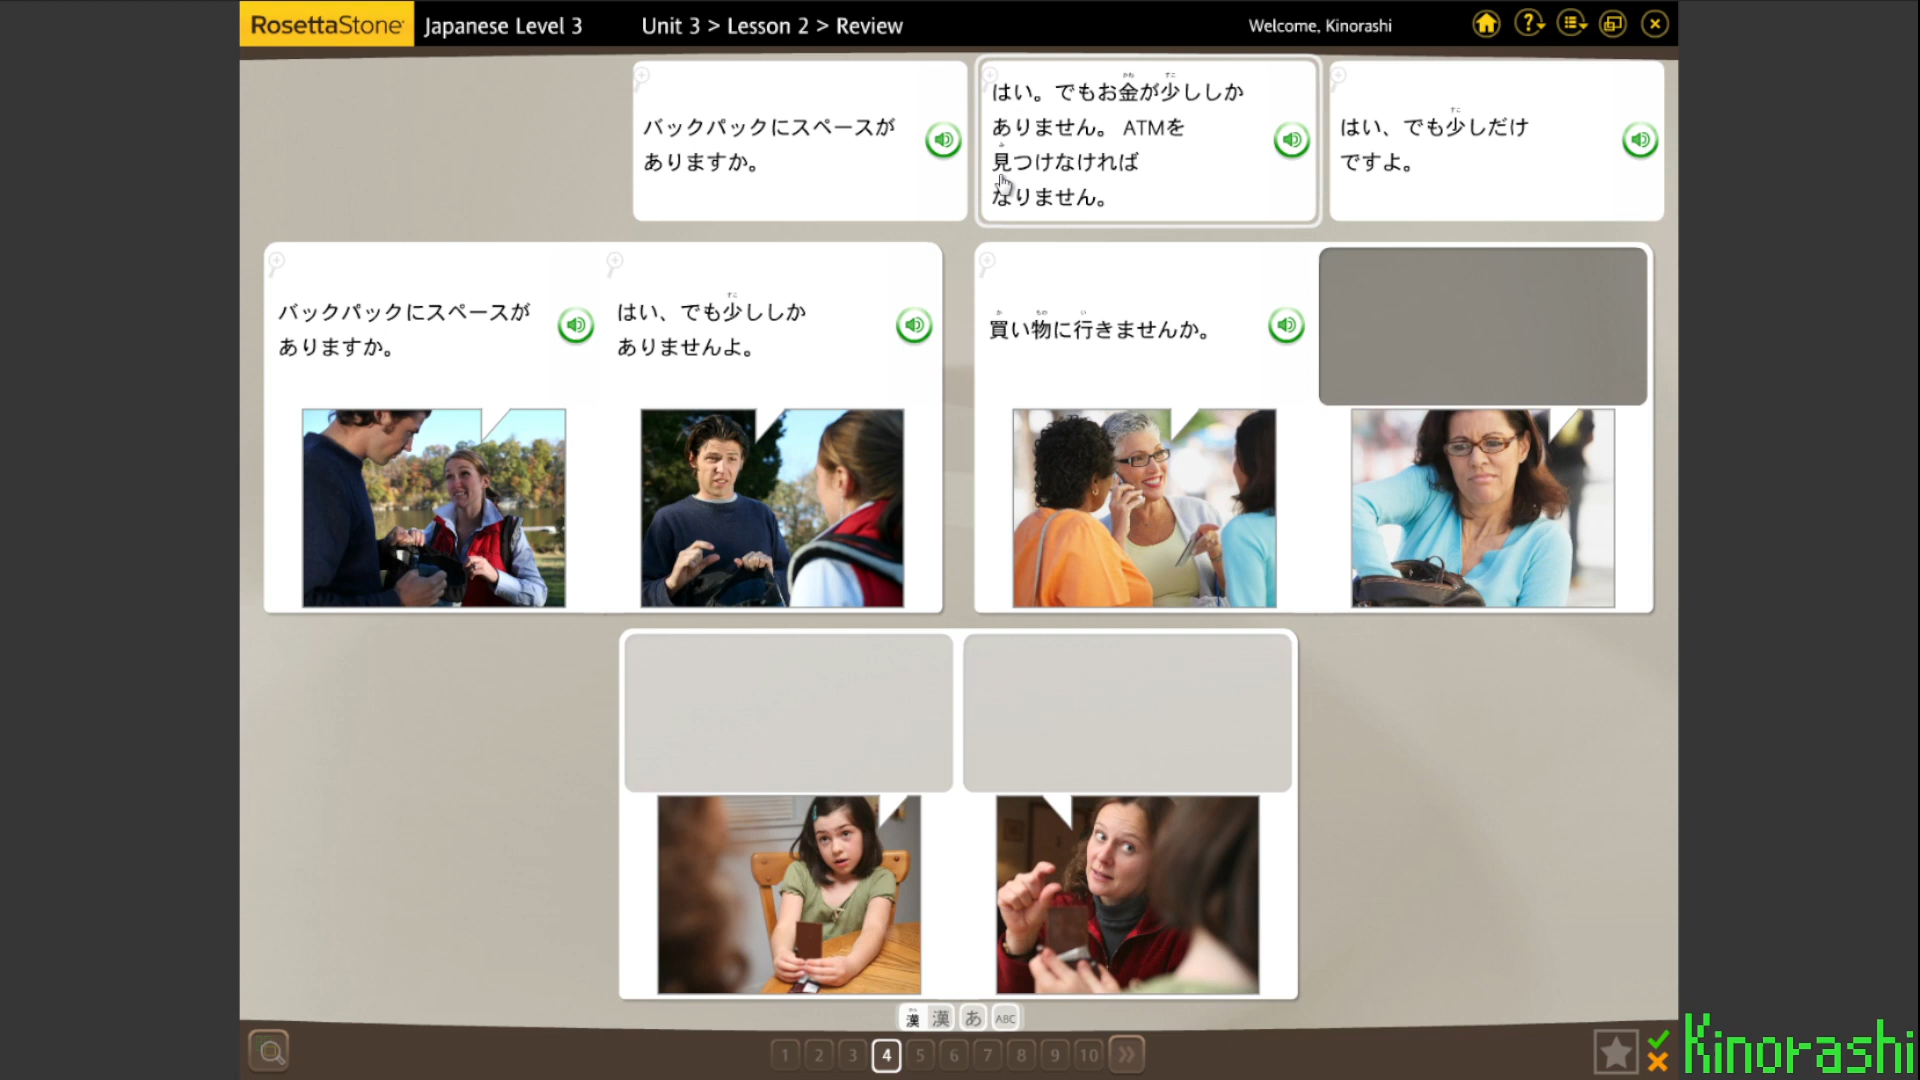 RosettaStone
Japanese Level 3
Unit 3 > Lesson 2 > Review
Welcome, Kinorashi
バックパックにスペースが
ありますか。
はい。でもお金が少ししか
ありません。 ATMを
見つけなければ
なりません。
はい、でも少しだけ
ですよ。
バックパックにスペースが
ありますか。
はい、でも少ししか
ありませんよ。
買い物に行きませんか。
漢 漢 あ ABC
1 2 3 4 5 6 7 8 9 10
Kinorashi